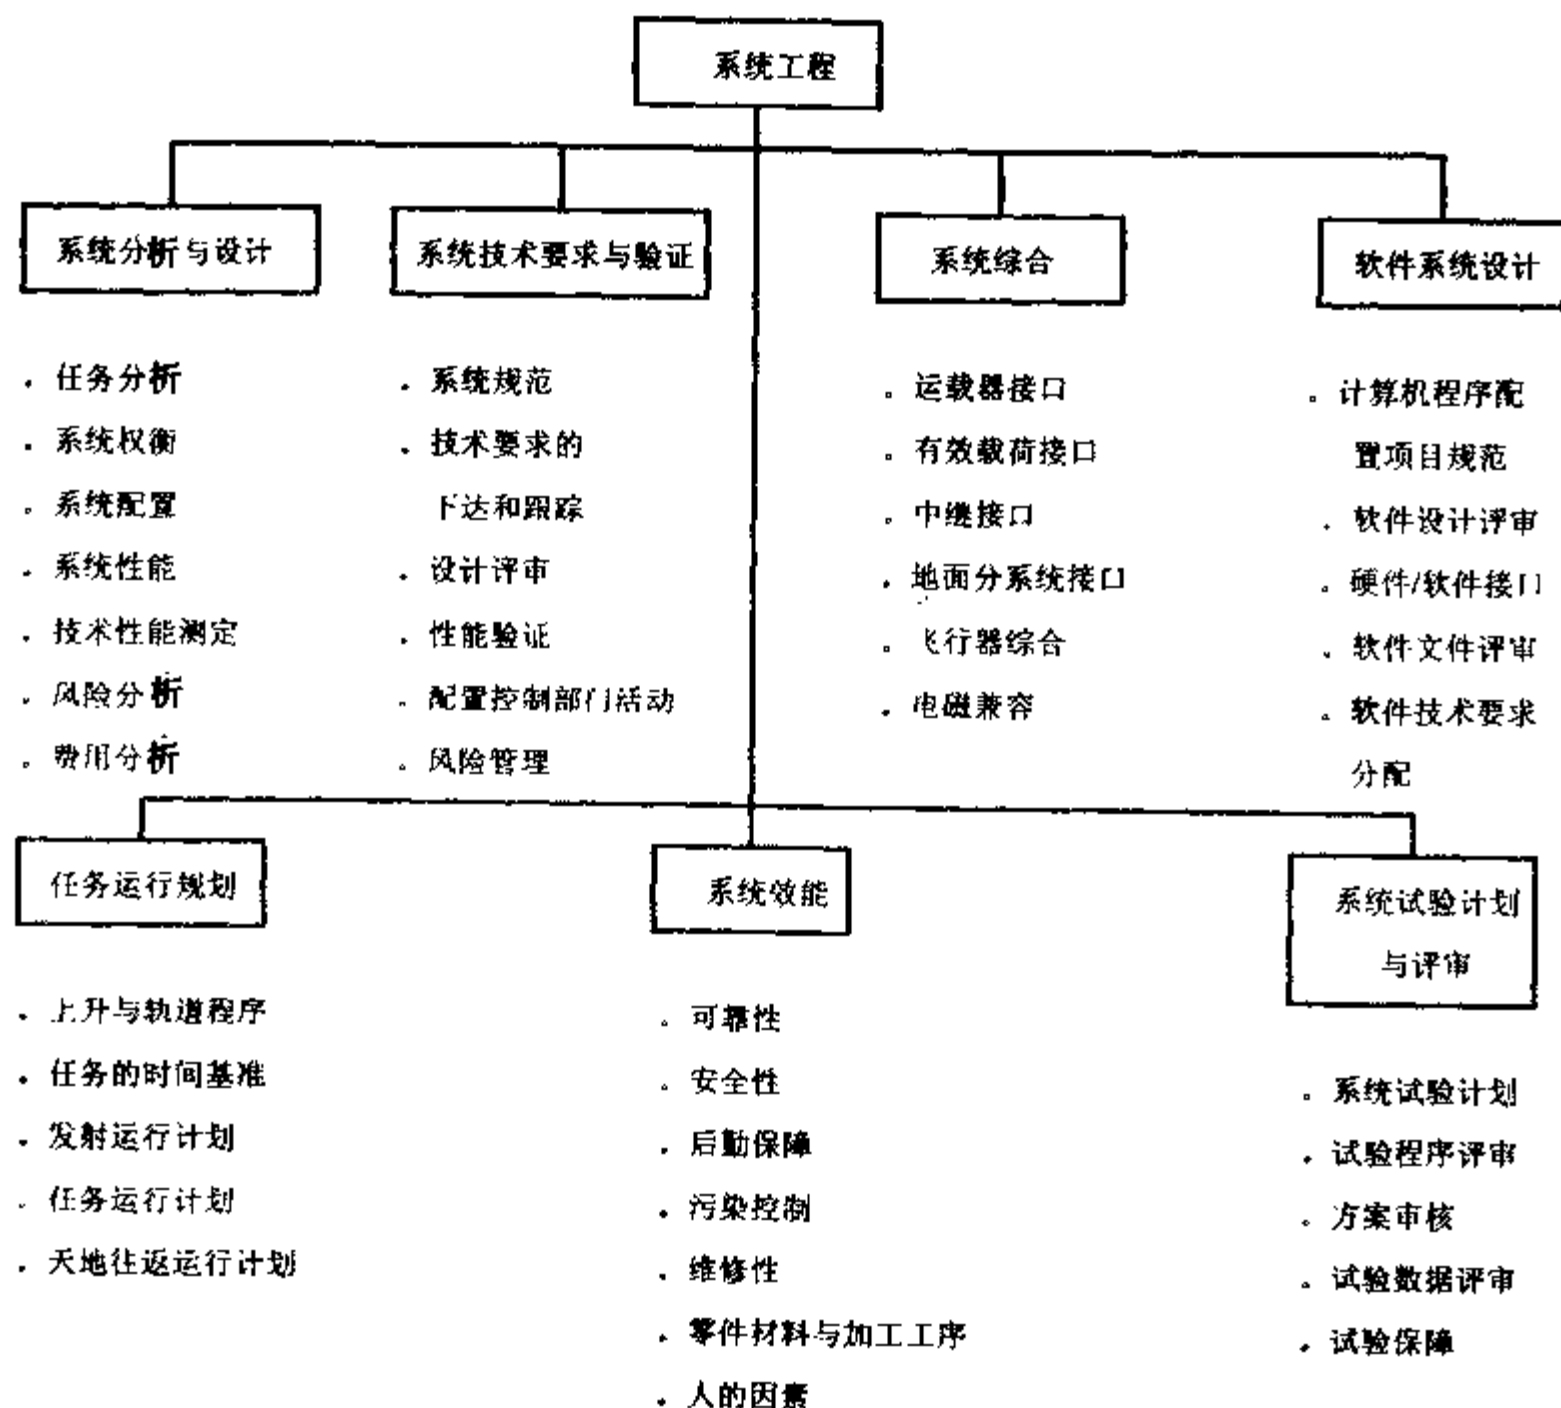 系统工程
系统分析与设计
。任务分析
。系统权衡
。系统配置
。系统性能
。技术性能测定
。风险分析
。费用分析
系统技术要求与验证
。系统规范
。技术要求的
下达和跟踪
。设计评审
。性能验证
。配置控制部门活动
。风险管理
系统综合
。运载器接口
。有效载荷接口
。中继接口
。地面分系统接口
。飞行器综合
。电磁兼容
软件系统设计
。计算机程序配
置项目规范
。软件设计评审
。硬件/软件接口
。软件文件评审
。软件技术要求
分配
任务运行规划
。上升与轨道程序
。任务的时间基准
。发射运行计划
。任务运行计划
。天地往返运行计划
系统效能
。可靠性
。安全性
。后勤保障
。污染控制
。维修性
。零件材料与加工工序
。人的因素
系统试验计划
与评审
。系统试验计划
。试验程序评审
。方案审核
。试验数据评审
。试验保障